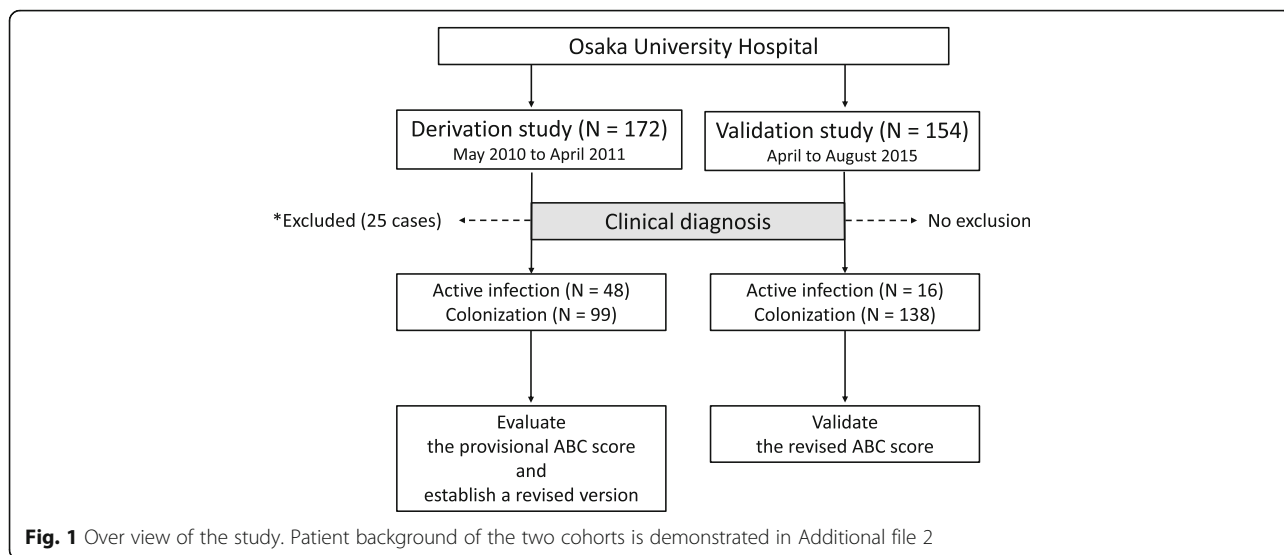 Osaka University Hospital
Derivation study (N = 172)
May 2010 to April 2011
Validation study (N = 154)
April to August 2015
*Excluded (25 cases)
Clinical diagnosis
No exclusion
Active infection (N = 48)
Colonization (N = 99)
Active infection (N = 16)
Colonization (N = 138)
Evaluate
the provisional ABC score
and
establish a revised version
Validate
the revised ABC score
Fig. 1 Over view of the study. Patient background of the two cohorts is demonstrated in Additional file 2